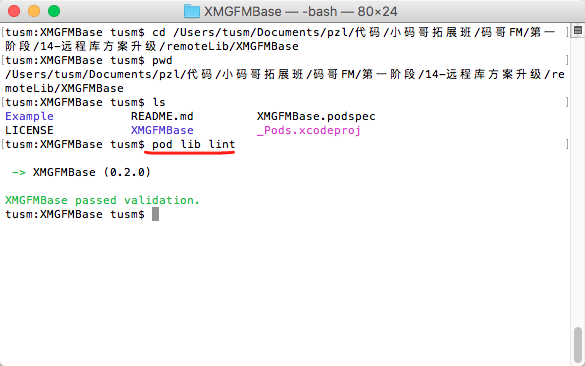 XMGFMBase — -bash — 80×24
[tusm:XMGFMBase tusm$ cd /Users/tusm/Documents/pzl/代码/小码哥拓展班/码哥FM/第一]
阶段/14-远程库方案升级/remoteLib/XMGFMBase
[tusm:XMGFMBase tusm$ pwd]
/Users/tusm/Documents/pzl/代码/小码哥拓展班/码哥FM/第一阶段/14-远程库方案升级/re
moteLib/XMGFMBase
[tusm:XMGFMBase tusm$ ls]
Example README.md XMGFMBase.podspec
LICENSE XMGFMBase _Pods.xcodeproj
[tusm:XMGFMBase tusm$ pod lib lint]
-> XMGFMBase (0.2.0)
XMGFMBase passed validation.
tusm:XMGFMBase tusm$